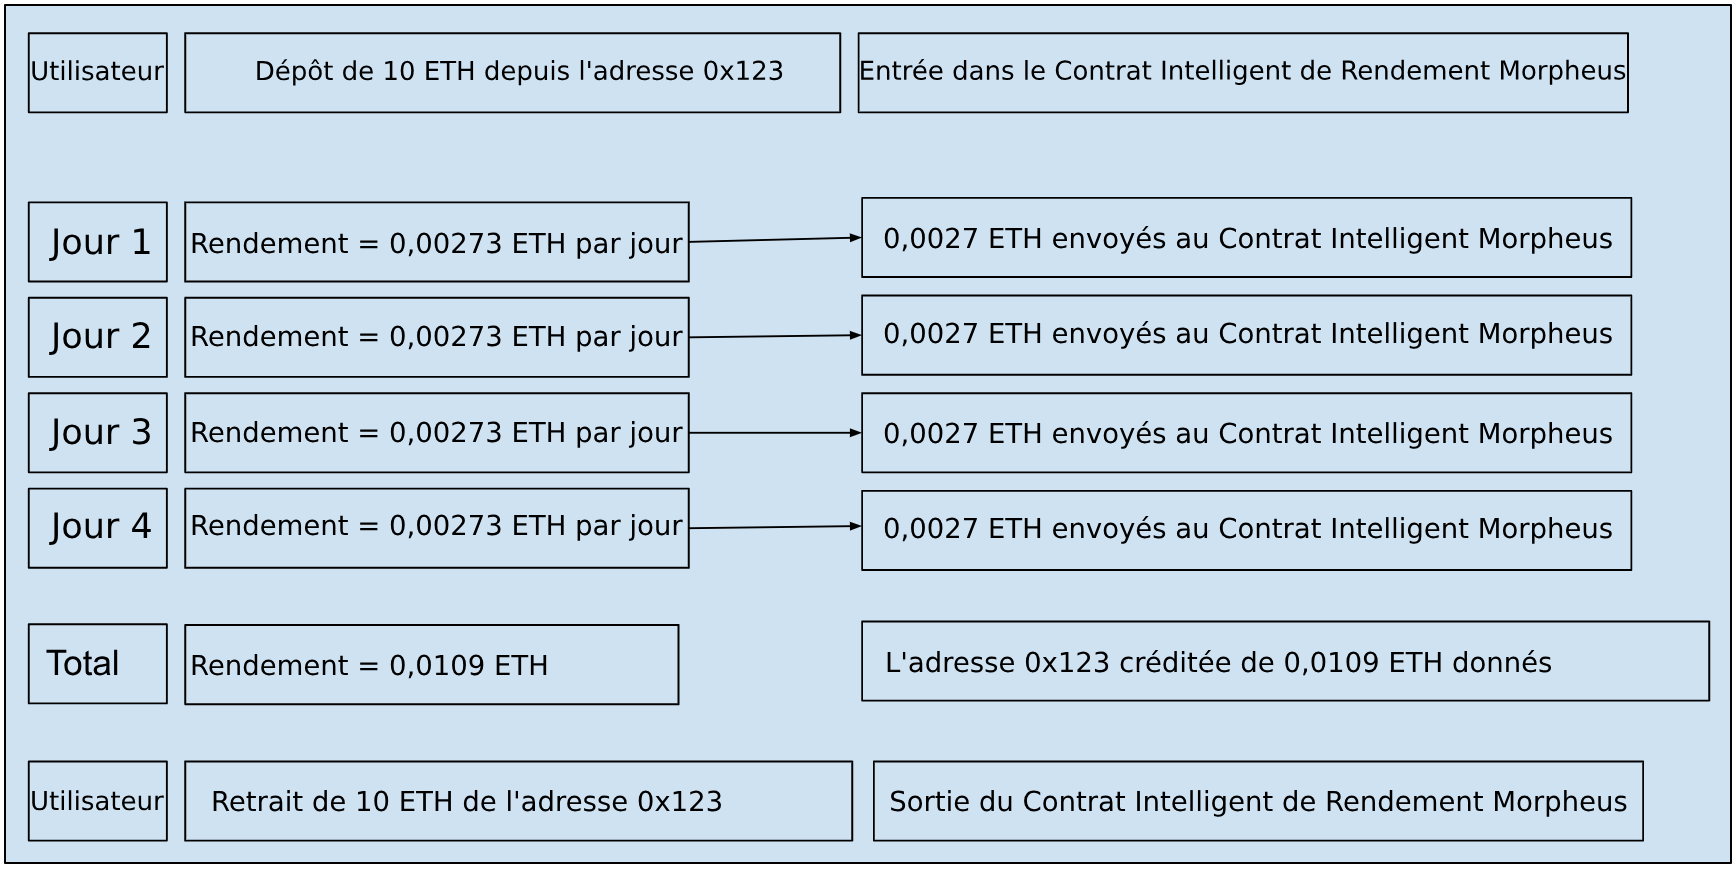 Utilisateur
Dépôt de 10 ETH depuis l'adresse 0x123
Entrée dans le Contrat Intelligent de Rendement Morpheus
Jour 1
Rendement = 0,00273 ETH par jour
0,0027 ETH envoyés au Contrat Intelligent Morpheus
Jour 2
Rendement = 0,00273 ETH par jour
0,0027 ETH envoyés au Contrat Intelligent Morpheus
Jour 3
Rendement = 0,00273 ETH par jour
0,0027 ETH envoyés au Contrat Intelligent Morpheus
Jour 4
Rendement = 0,00273 ETH par jour
0,0027 ETH envoyés au Contrat Intelligent Morpheus
Total
Rendement = 0,0109 ETH
L'adresse 0x123 créditée de 0,0109 ETH donnés
Utilisateur
Retrait de 10 ETH de l'adresse 0x123
Sortie du Contrat Intelligent de Rendement Morpheus